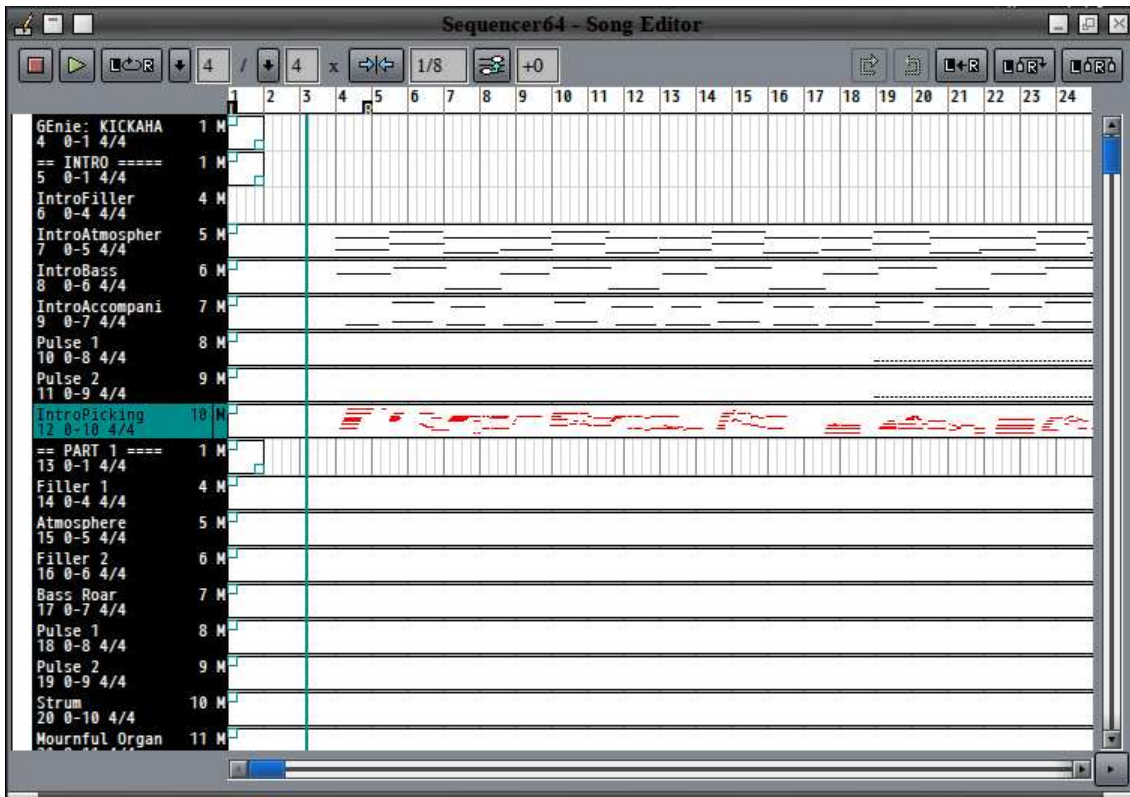 Sequencer64 - Song Editor
L R 4 / 4 x 1/8 +0 L R L R + L R
1 2 3 4 5 6 7 8 9 10 11 12 13 14 15 16 17 18 19 20 21 22 23 24
L R
GEnie: KICKAHA 1 M
4 0-1 4/4
== INTRO ===== 1 M
5 0-1 4/4
IntroFiller 4 M
6 0-4 4/4
IntroAtmospher 5 M
7 0-5 4/4
IntroBass 6 M
8 0-6 4/4
IntroAccompani 7 M
9 0-7 4/4
Pulse 1 8 M
10 0-8 4/4
Pulse 2 9 M
11 0-9 4/4
IntroPicking 10 M
12 0-10 4/4
== PART 1 ==== 1 M
13 0-1 4/4
Filler 1 4 M
14 0-4 4/4
Atmosphere 5 M
15 0-5 4/4
Filler 2 6 M
16 0-6 4/4
Bass Roar 7 M
17 0-7 4/4
Pulse 1 8 M
18 0-8 4/4
Pulse 2 9 M
19 0-9 4/4
Strum 10 M
20 0-10 4/4
Mournful Organ 11 M